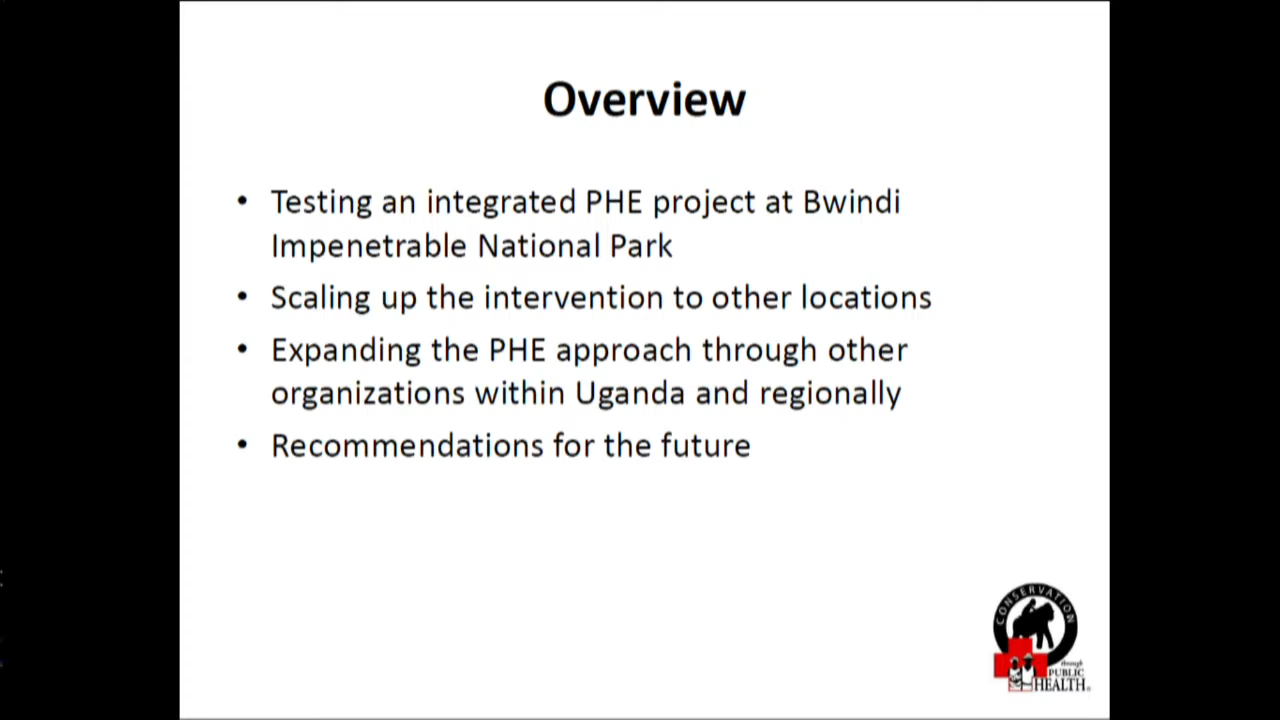 Overview
• Testing an integrated PHE project at Bwindi
Impenetrable National Park
• Scaling up the intervention to other locations
• Expanding the PHE approach through other
organizations within Uganda and regionally
• Recommendations for the future
CONSERVATION
through
PUBLIC
HEALTH